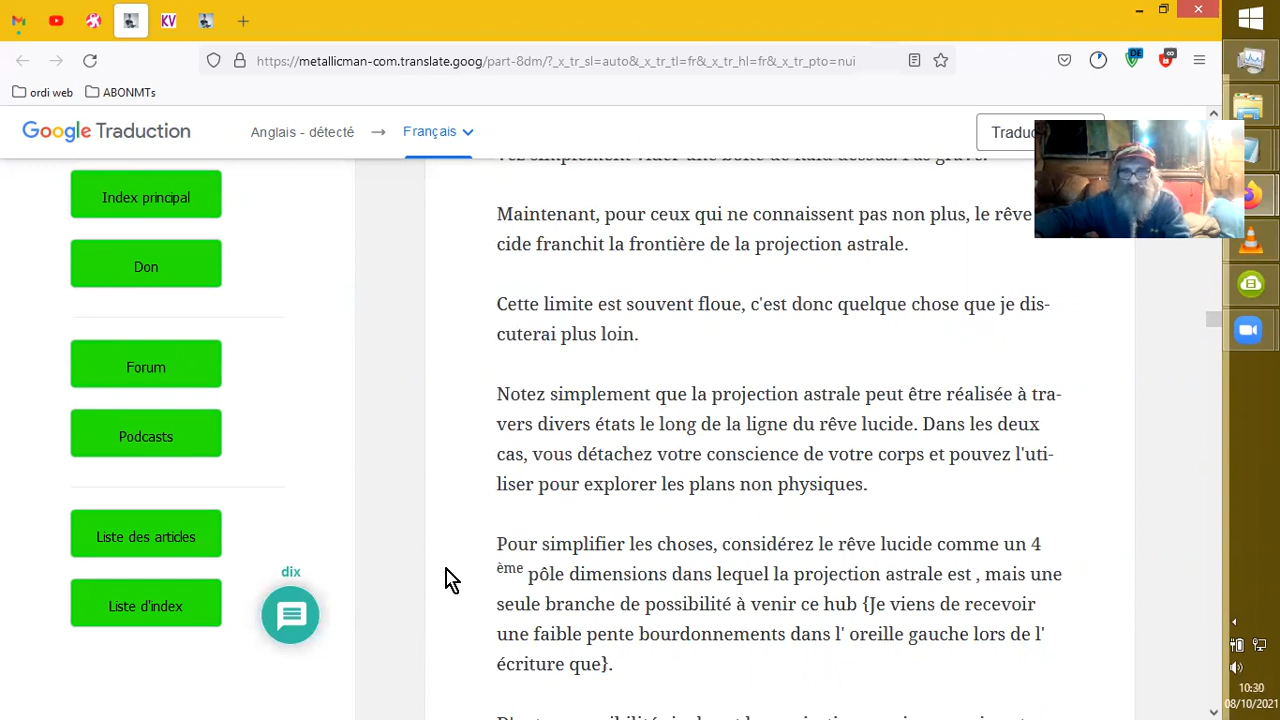 https://metallicman-com.translate.goog/part-8dm/?_x_tr_sl=auto&_x_tr_tl=fr&_x_tr_hl=fr&_x_tr_pto=nui
ordi web
ABONMTs
Google Traduction
Anglais - détecté
Français
Index principal
Don
Forum
Podcasts
Liste des articles
Liste d'index
dix
Maintenant, pour ceux qui ne connaissent pas non plus, le rêve
cide franchit la frontière de la projection astrale.
Cette limite est souvent floue, c'est donc quelque chose que je dis-
cuterai plus loin.
Notez simplement que la projection astrale peut être réalisée à tra-
vers divers états le long de la ligne du rêve lucide. Dans les deux
cas, vous détachez votre conscience de votre corps et pouvez l'uti-
liser pour explorer les plans non physiques.
Pour simplifier les choses, considérez le rêve lucide comme un 4
ème pôle dimensions dans lequel la projection astrale est , mais une
seule branche de possibilité à venir ce hub {Je viens de recevoir
une faible pente bourdonnements dans l' oreille gauche lors de l'
écriture que}.
KV
DE
10:30
08/10/2021